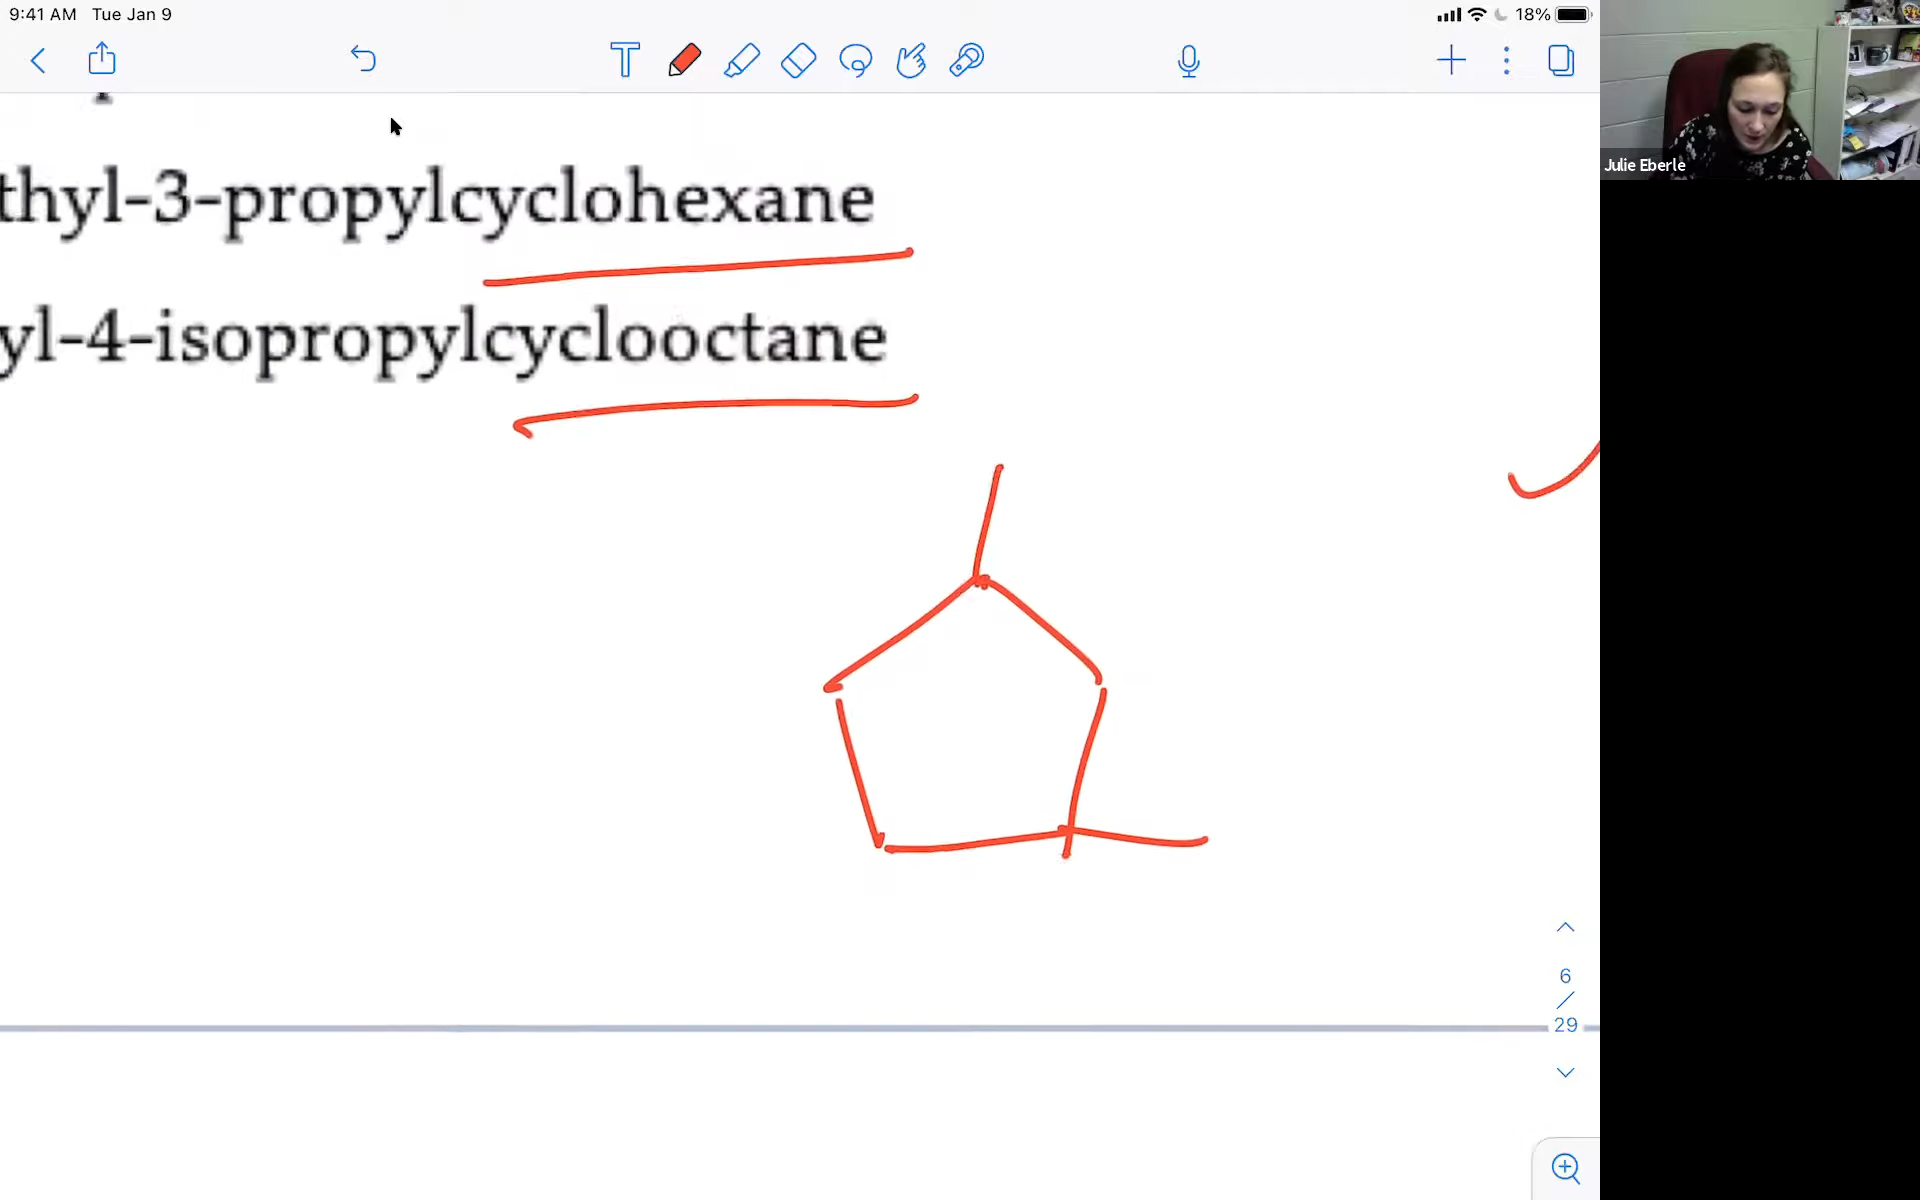 9:41 AM Tue Jan 9
18%
Julie Eberle
thyl-3-propylcyclohexane
yl-4-isopropylcyclooctane
6
/
29